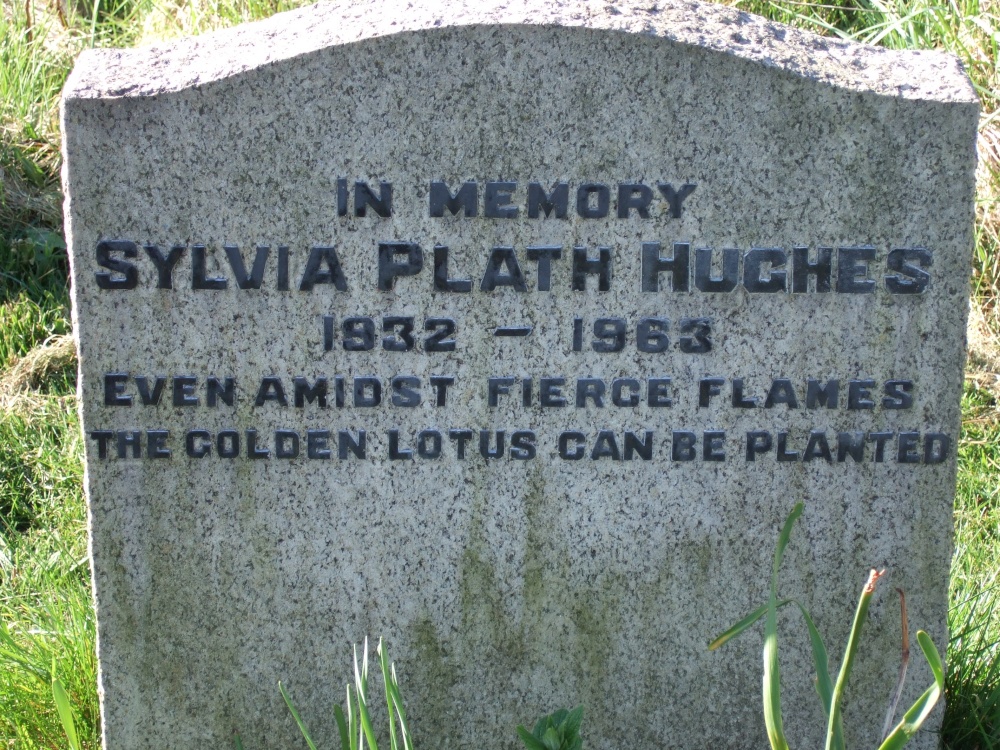 IN MEMORY
SYLVIA PLATH HUGHES
1932 - 1963
EVEN AMIDST FIERCE FLAMES
THE GOLDEN LOTUS CAN BE PLANTED